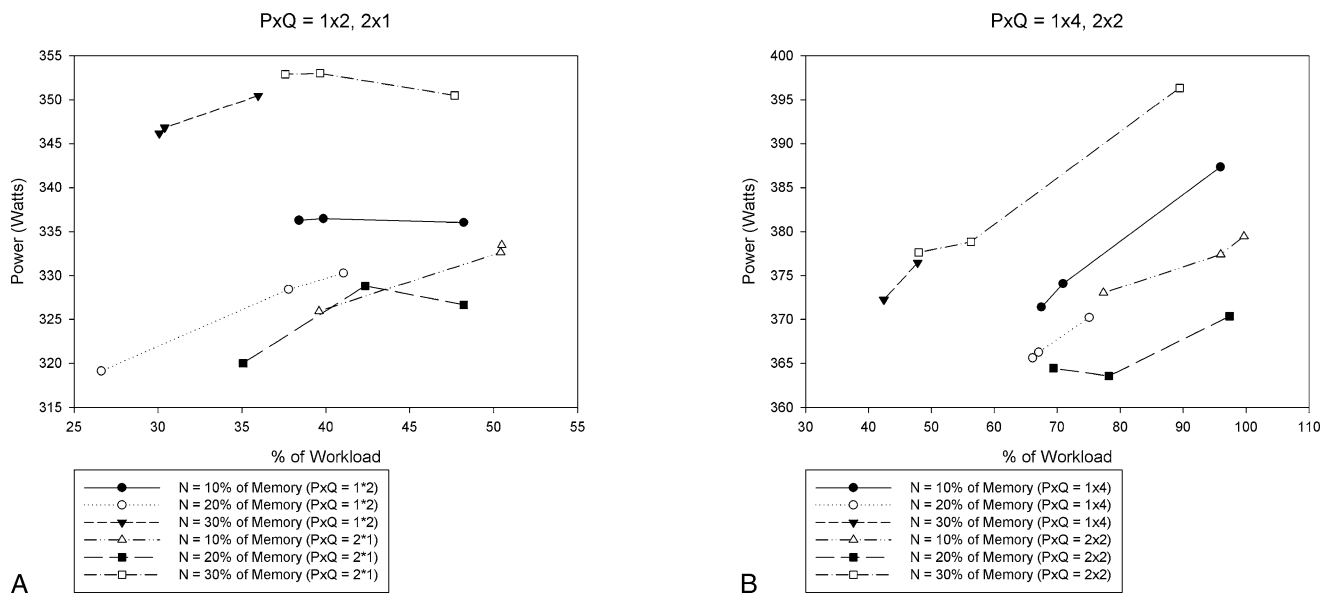 PxQ = 1x2, 2x1
355
350
345
340
335
330
325
320
315
Power (Watts)
25 30 35 40 45 50 55
% of Workload
N = 10% of Memory (PxQ = 1*2)
N = 20% of Memory (PxQ = 1*2)
N = 30% of Memory (PxQ = 1*2)
N = 10% of Memory (PxQ = 2*1)
N = 20% of Memory (PxQ = 2*1)
N = 30% of Memory (PxQ = 2*1)
A
PxQ = 1x4, 2x2
400
395
390
385
380
375
370
365
360
Power (Watts)
30 40 50 60 70 80 90 100 110
% of Workload
N = 10% of Memory (PxQ = 1x4)
N = 20% of Memory (PxQ = 1x4)
N = 30% of Memory (PxQ = 1x4)
N = 10% of Memory (PxQ = 2x2)
N = 20% of Memory (PxQ = 2x2)
N = 30% of Memory (PxQ = 2x2)
B